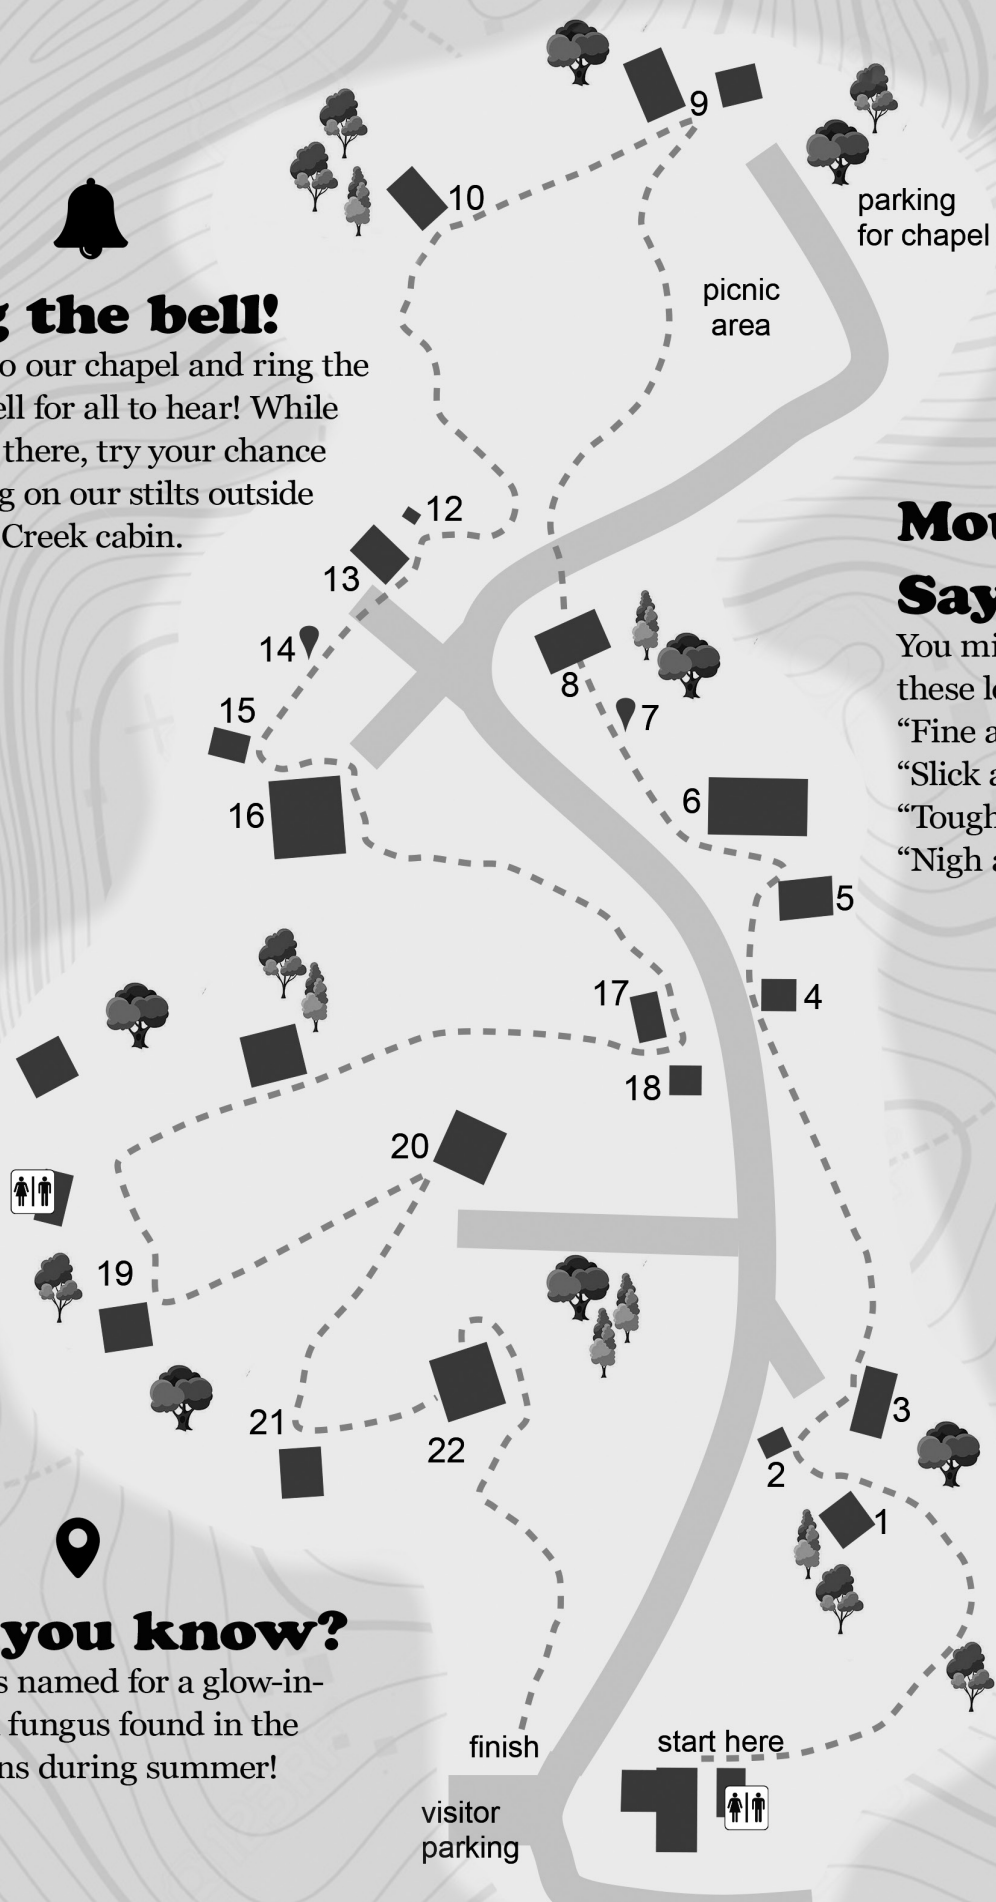 9
10
parking
for chapel
picnic
area
the bell!
o our chapel and ring the
ell for all to hear! While
there, try your chance
g on our stilts outside
Creek cabin.
12
13
14
15
16
8
7
6
5
4
Say
You mi
these l
“Fine a
“Slick a
“Tough
“Nigh a
17
18
20
19
21
22
3
2
1
you know?
s named for a glow-in-
fungus found in the
ns during summer!
finish
start here
visitor
parking